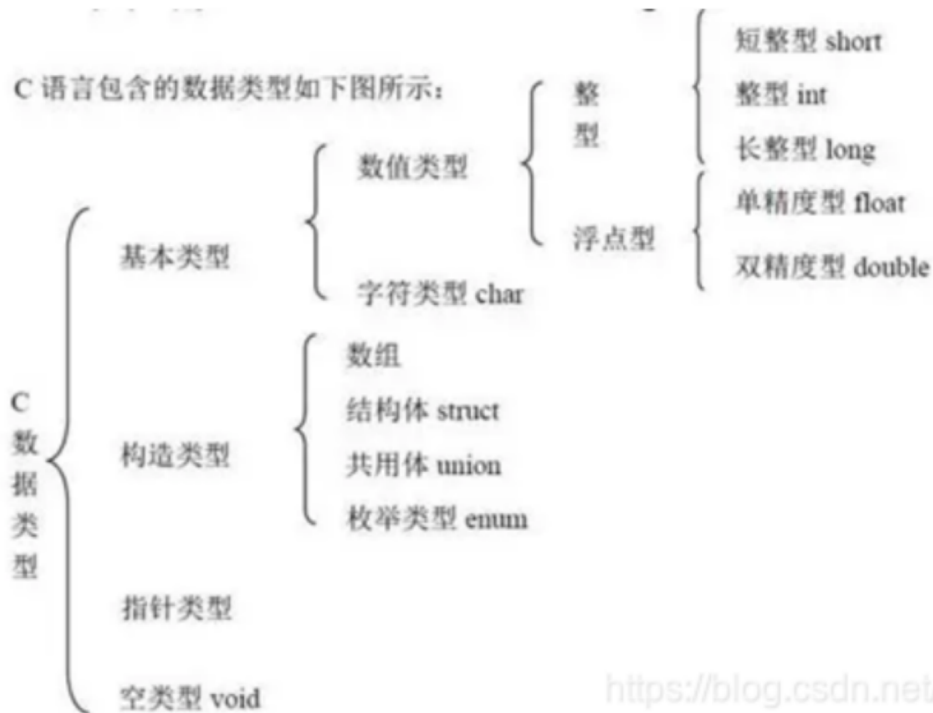 C 语言包含的数据类型如下图所示：
C数据类型
基本类型
数值类型
整型
短整型 short
整型 int
长整型 long
浮点型
单精度型 float
双精度型 double
字符类型 char
构造类型
数组
结构体 struct
共用体 union
枚举类型 enum
指针类型
空类型 void
https://blog.csdn.net/